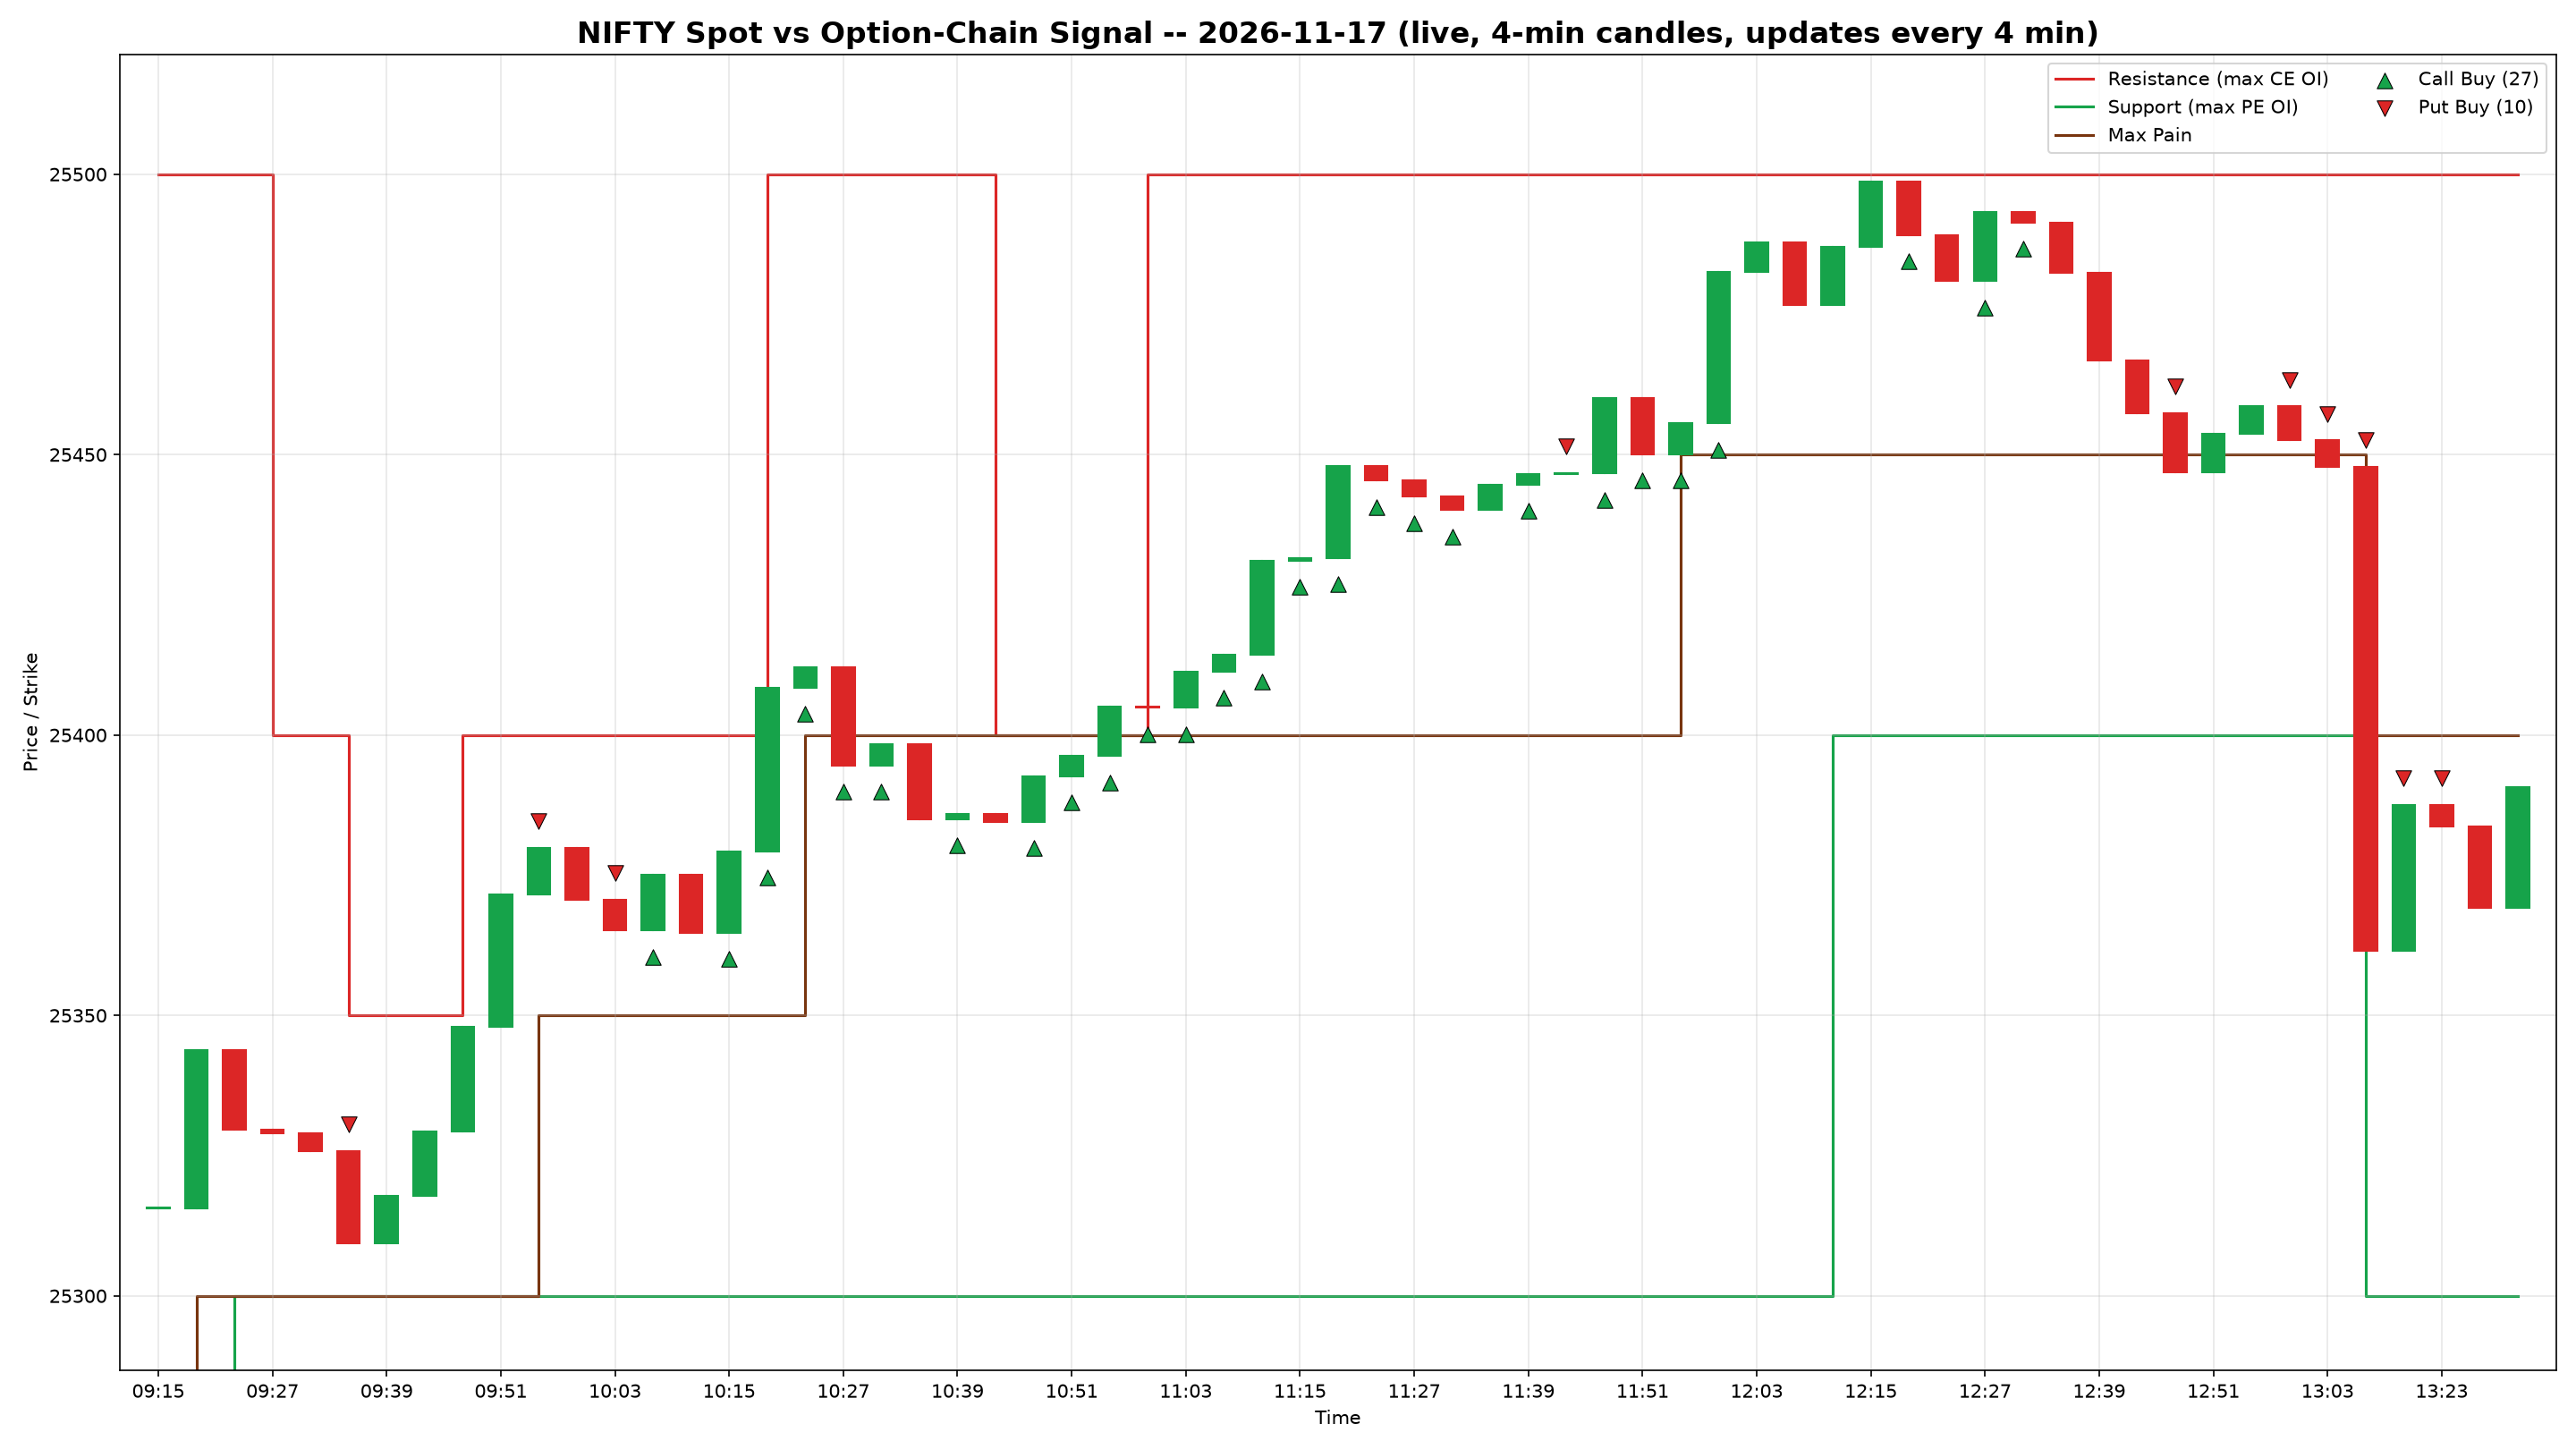 NIFTY Spot vs Option-Chain Signal -- 2026-11-17 (live, 4-min candles, updates every 4 min)
Resistance (max CE OI)
Support (max PE OI)
Max Pain
Call Buy (27)
Put Buy (10)
Price / Strike
25500
25450
25400
25350
25300
09:15 09:27 09:39 09:51 10:03 10:15 10:27 10:39 10:51 11:03 11:15 11:27 11:39 11:51 12:03 12:15 12:27 12:39 12:51 13:03 13:23
Time